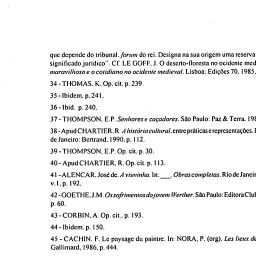 que depende do tribunal, forum do rei. Designa na sua origem uma reserva
significado jurídico". Cf. LE GOFF, J. O deserto-floresta no ocidente med
maravilhoso e o cotidiano no ocidente medieval. Lisboa: Edições 70, 1985.
34 - THOMAS, K. Op. cit. p. 239.
35 - Ibidem. p. 241.
36 - Ibid. p. 240.
37 - THOMPSON, E.P. Senhores e caçadores. São Paulo: Paz & Terra, 198
38 - Apud CHARTIER, R. A história cultural, entre práticas e representações. R
de Janeiro: Bertrand, 1990. p. 112.
39 - THOMPSON, E.P. Op. cit. p. 30.
40 - Apud CHARTIER, R. Op. cit. p. 113.
41 - ALENCAR, José de. A viuvinha. In: ___. Obras completas. Rio de Janei
v. 1, p. 192.
42 - GOETHE, J.M. Os sofrimentos do jovem Werther. São Paulo: Editora Club
p. 60.
43 - CORBIN, A. Op. cit., p. 193.
44 - Ibidem. p. 150.
45 - CACHIN, F. Le paysage du paintre. In: NORA, P. (org). Les lieux de
Gallimard, 1986, p. 444.